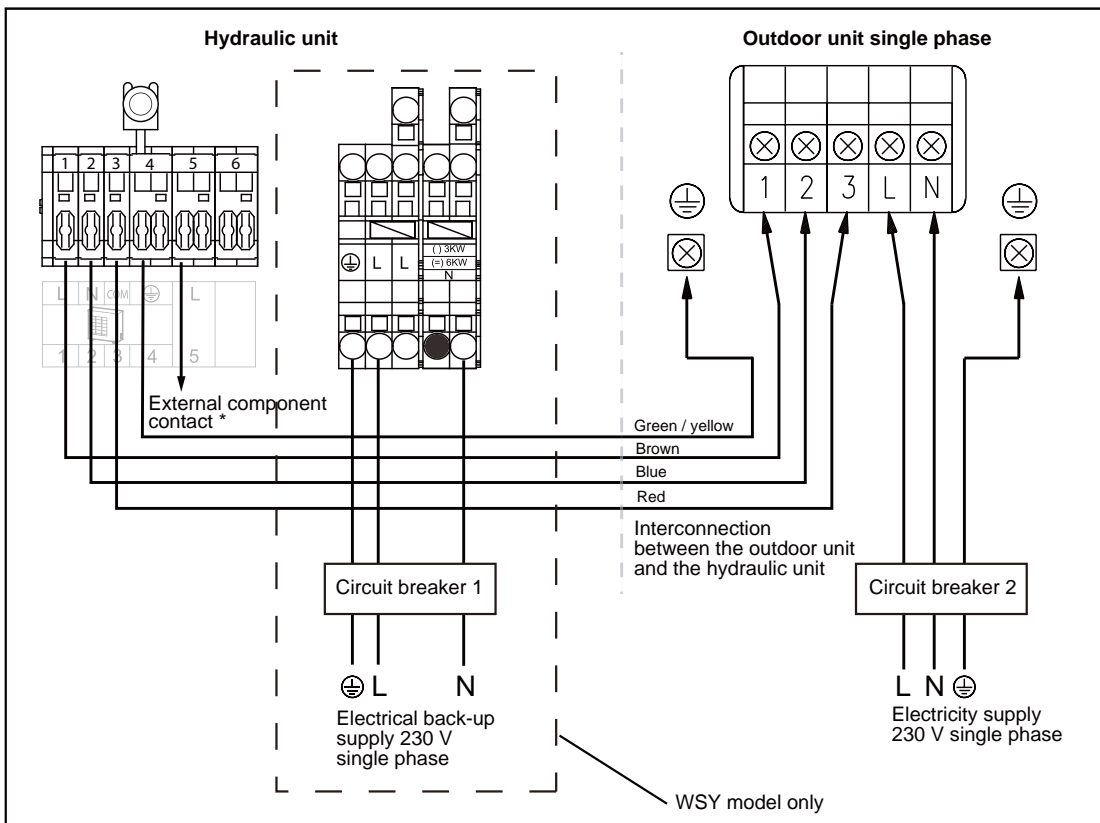 Hydraulic unit
Outdoor unit single phase
1 2 3 4 5 6
L N COM L
1 2 3 4 5
L L
( ) 3KW
(=) 6KW
N
1 2 3 L N
External component
contact *
Green / yellow
Brown
Blue
Red
Interconnection
between the outdoor unit
and the hydraulic unit
Circuit breaker 1
Circuit breaker 2
L N
Electrical back-up
supply 230 V
single phase
L N
Electricity supply
230 V single phase
WSY model only